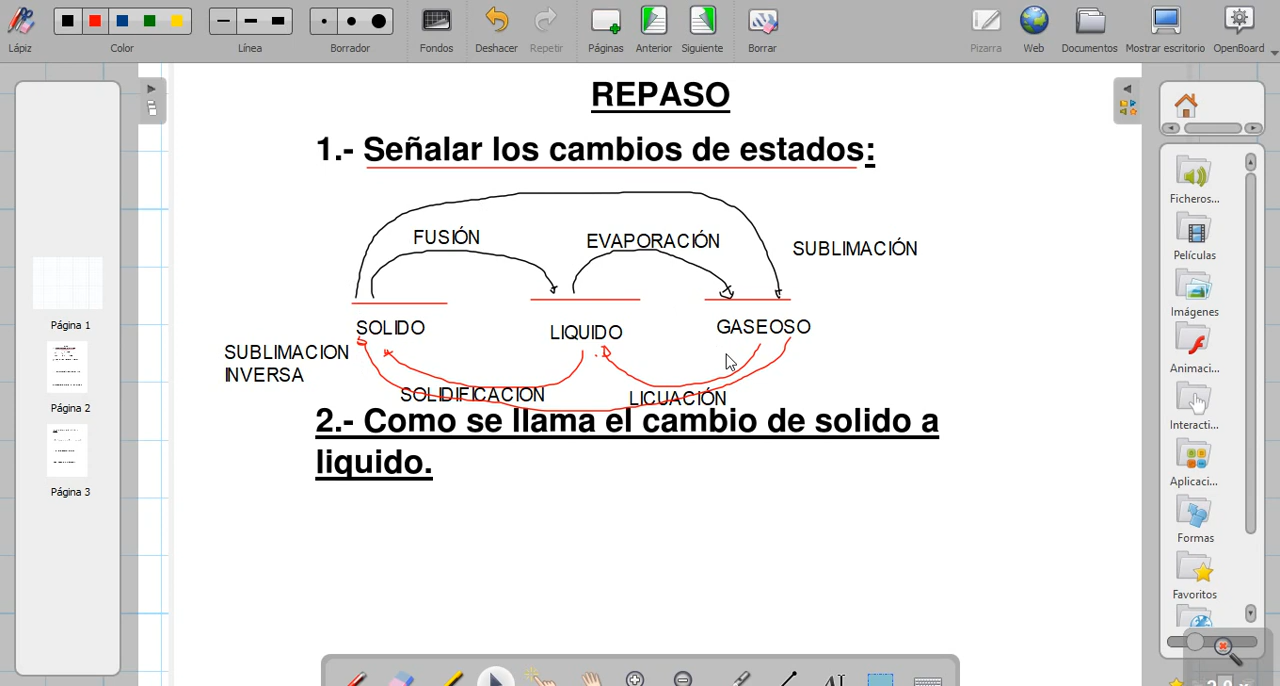 Lápiz
Color
Línea
Borrador
Fondos
Deshacer
Repetir
Páginas
Anterior
Siguiente
Borrar
Pizarra
Web
Documentos
Mostrar escritorio
OpenBoard
REPASO
1.- Señalar los cambios de estados:
FUSIÓN
EVAPORACIÓN
SUBLIMACIÓN
SOLIDO
LIQUIDO
GASEOSO
SUBLIMACION
INVERSA
SOLIDIFICACION
LICUACIÓN
2.- Como se llama el cambio de solido a
liquido.
Página 1
Página 2
Página 3
Ficheros...
Películas
Imágenes
Animaci...
Interacti...
Aplicaci...
Formas
Favoritos